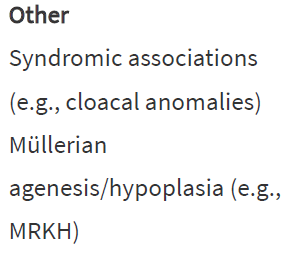 Other
Syndromic associations
(e.g., cloacal anomalies)
Müllerian
agenesis/hypoplasia (e.g.,
MRKH)